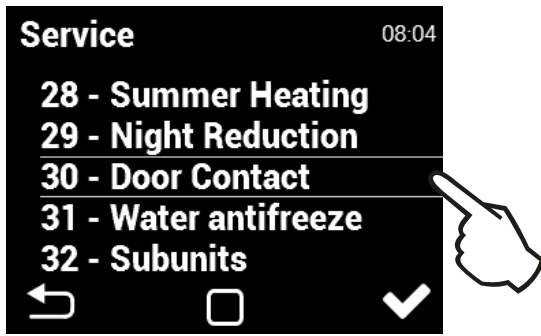 Service
08:04
28 - Summer Heating
29 - Night Reduction
30 - Door Contact
31 - Water antifreeze
32 - Subunits